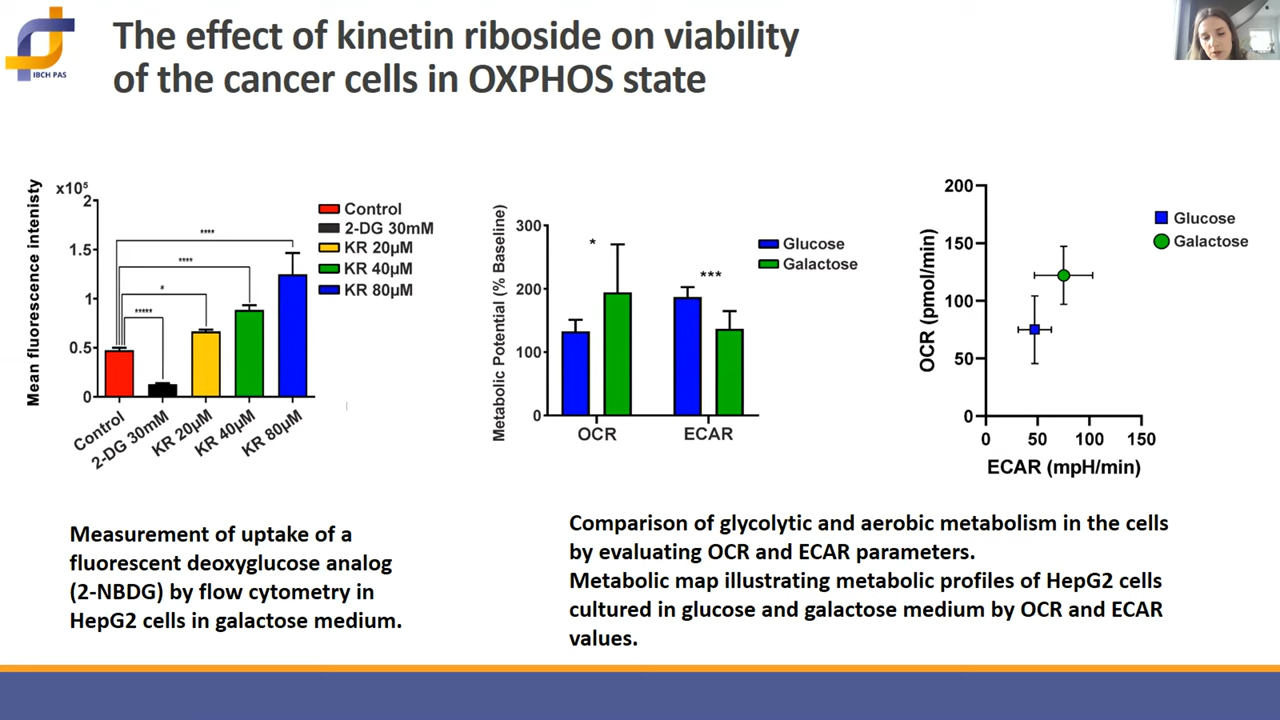 The effect of kinetin riboside on viability
of the cancer cells in OXPHOS state
IBCH PAS
Mean fluorescence intenisty
x10⁵
2
1.5
1
0.5
0
****
****
*
*****
Control
2-DG 30mM
KR 20µM
KR 40µM
KR 80µM
Control
2-DG 30mM
KR 20µM
KR 40µM
KR 80µM
Metabolic Potential (% Baseline)
300
200
100
0
*
***
OCR
ECAR
Glucose
Galactose
OCR (pmol/min)
200
150
100
50
0
0 50 100 150
ECAR (mpH/min)
Glucose
Galactose
Measurement of uptake of a
fluorescent deoxyglucose analog
(2-NBDG) by flow cytometry in
HepG2 cells in galactose medium.
Comparison of glycolytic and aerobic metabolism in the cells
by evaluating OCR and ECAR parameters.
Metabolic map illustrating metabolic profiles of HepG2 cells
cultured in glucose and galactose medium by OCR and ECAR
values.